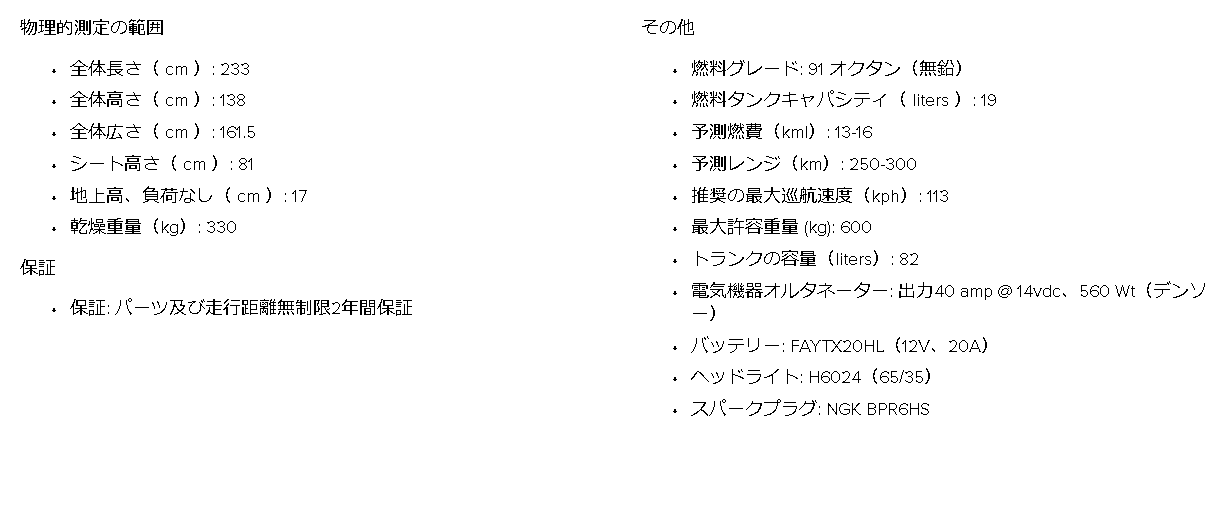 物理的測定の範囲
• 全体長さ（ cm ）: 233
• 全体高さ（ cm ）: 138
• 全体広さ（ cm ）: 161.5
• シート高さ（ cm ）: 81
• 地上高、負荷なし（ cm ）: 17
• 乾燥重量（kg）: 330
保証
• 保証: パーツ及び走行距離無制限2年間保証
その他
• 燃料グレード: 91 オクタン（無鉛）
• 燃料タンクキャパシティ（ liters ）: 19
• 予測燃費（kml）: 13-16
• 予測レンジ（km）: 250-300
• 推奨の最大巡航速度（kph）: 113
• 最大許容重量 (kg): 600
• トランクの容量（liters）: 82
• 電気機器オルタネーター: 出力40 amp @ 14vdc、560 Wt（デンソ
ー）
• バッテリー: FAYTX20HL（12V、20A）
• ヘッドライト: H6024（65/35）
• スパークプラグ: NGK BPR6HS